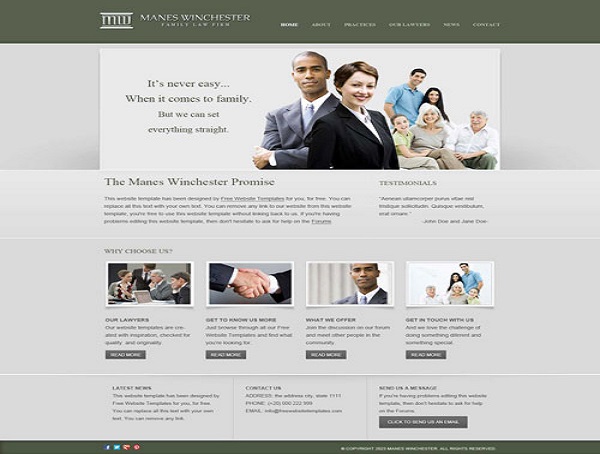 MANES WINCHESTER
FAMILY LAW FIRM
HOME ABOUT PRACTICES OUR LAWYERS NEWS CONTACT
It's never easy...
When it comes to family.
But we can set
everything straight.
The Manes Winchester Promise
This website template has been designed by Free Website Templates for you, for free. You can
replace all this text with your own text. You can remove any link to our website from this website
template, you're free to use this website template without linking back to us. If you're having
problems editing this website template, then don't hesitate to ask for help on the Forums.
TESTIMONIALS
"Aenean ullamcorper purus vitae nisl
tristique sollicitudin. Quisque vestibulum,
erat ornare."
-John Doe and Jane Doe-
WHY CHOOSE US?
OUR LAWYERS
Our website templates are cre-
ated with inspiration, checked for
quality and originality.
READ MORE
GET TO KNOW US MORE
Just browse through all our Free
Website Templates and find what
you're looking for.
READ MORE
WHAT WE OFFER
Join the discussion on our forum
and meet other people in the
community.
READ MORE
GET IN TOUCH WITH US
And we love the challenge of
doing something different and
something special.
READ MORE
LATEST NEWS
This website template has been designed by
Free Website Templates for you, for free.
You can replace all this text with your own
text. You can remove any link.
CONTACT US
ADDRESS: the address city, state 1111
PHONE: (+20) 000 222 999
EMAIL: info@freewebsitetemplates.com
SEND US A MESSAGE
If you're having problems editing this website
template, then don't hesitate to ask for help
on the Forums.
CLICK TO SEND US AN EMAIL
© COPYRIGHT 2023 MANES WINCHESTER. ALL RIGHTS RESERVED.